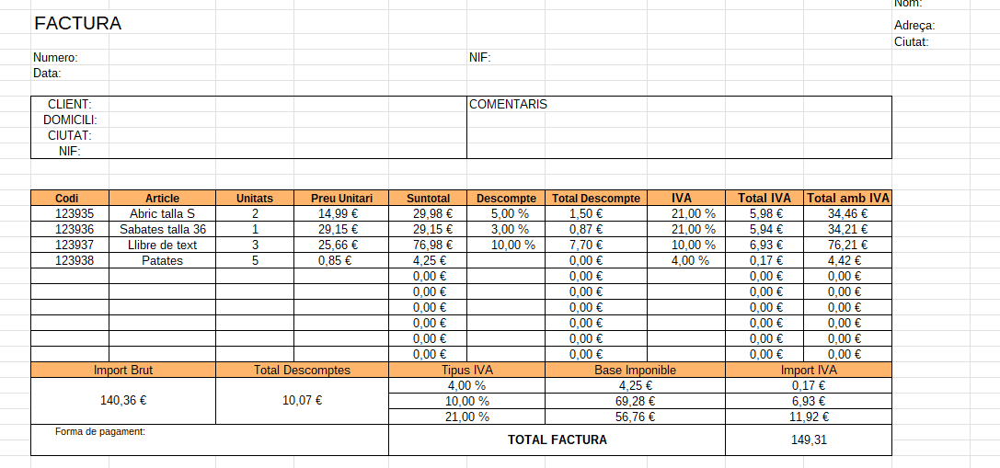 Nom:
FACTURA
Adreça:
Ciutat:
Numero: NIF:
Data:
CLIENT: COMENTARIS
DOMICILI:
CIUTAT:
NIF:
Codi Article Unitats Preu Unitari Suntotal Descompte Total Descompte IVA Total IVA Total amb IVA
123935 Abric talla S 2 14,99 € 29,98 € 5,00 % 1,50 € 21,00 % 5,98 € 34,46 €
123936 Sabates talla 36 1 29,15 € 29,15 € 3,00 % 0,87 € 21,00 % 5,94 € 34,21 €
123937 Llibre de text 3 25,66 € 76,98 € 10,00 % 7,70 € 10,00 % 6,93 € 76,21 €
123938 Patates 5 0,85 € 4,25 € 0,00 € 4,00 % 0,17 € 4,42 €
0,00 € 0,00 € 0,00 € 0,00 €
0,00 € 0,00 € 0,00 € 0,00 €
0,00 € 0,00 € 0,00 € 0,00 €
0,00 € 0,00 € 0,00 € 0,00 €
0,00 € 0,00 € 0,00 € 0,00 €
0,00 € 0,00 € 0,00 € 0,00 €
Import Brut Total Descomptes Tipus IVA Base Imponible Import IVA
4,00 % 4,25 € 0,17 €
140,36 € 10,07 € 10,00 % 69,28 € 6,93 €
21,00 % 56,76 € 11,92 €
Forma de pagament:
TOTAL FACTURA 149,31